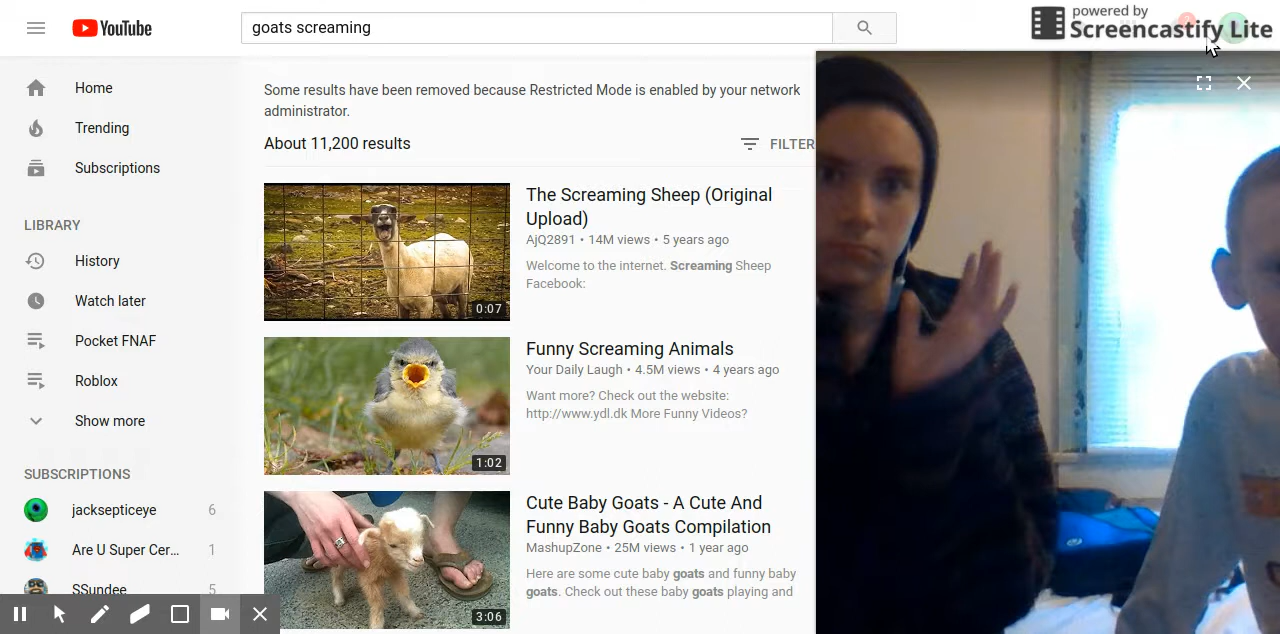 YouTube
goats screaming
powered by
Screencastify Lite
Home
Trending
Subscriptions
LIBRARY
History
Watch later
Pocket FNAF
Roblox
Show more
SUBSCRIPTIONS
jacksepticeye 6
Are U Super Cer... 1
SSundee 5
Some results have been removed because Restricted Mode is enabled by your network
administrator.
About 11,200 results
FILTER
The Screaming Sheep (Original
Upload)
AjQ2891 • 14M views • 5 years ago
Welcome to the internet. Screaming Sheep
Facebook:
0:07
Funny Screaming Animals
Your Daily Laugh • 4.5M views • 4 years ago
Want more? Check out the website:
http://www.ydl.dk More Funny Videos?
1:02
Cute Baby Goats - A Cute And
Funny Baby Goats Compilation
MashupZone • 25M views • 1 year ago
Here are some cute baby goats and funny baby
goats. Check out these baby goats playing and
3:06